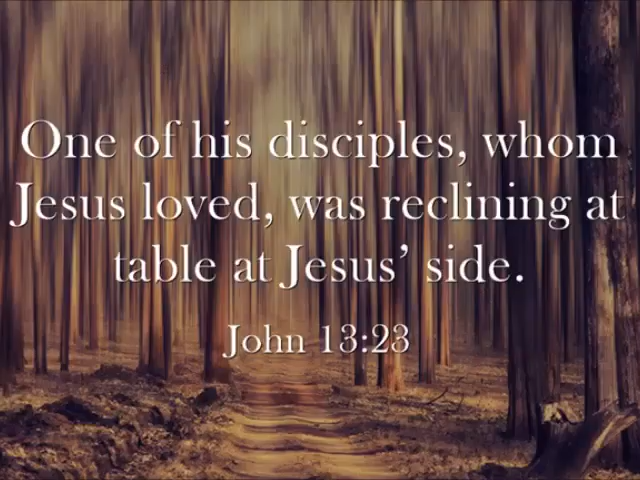 One of his disciples, whom
Jesus loved, was reclining at
table at Jesus’ side.
John 13:23